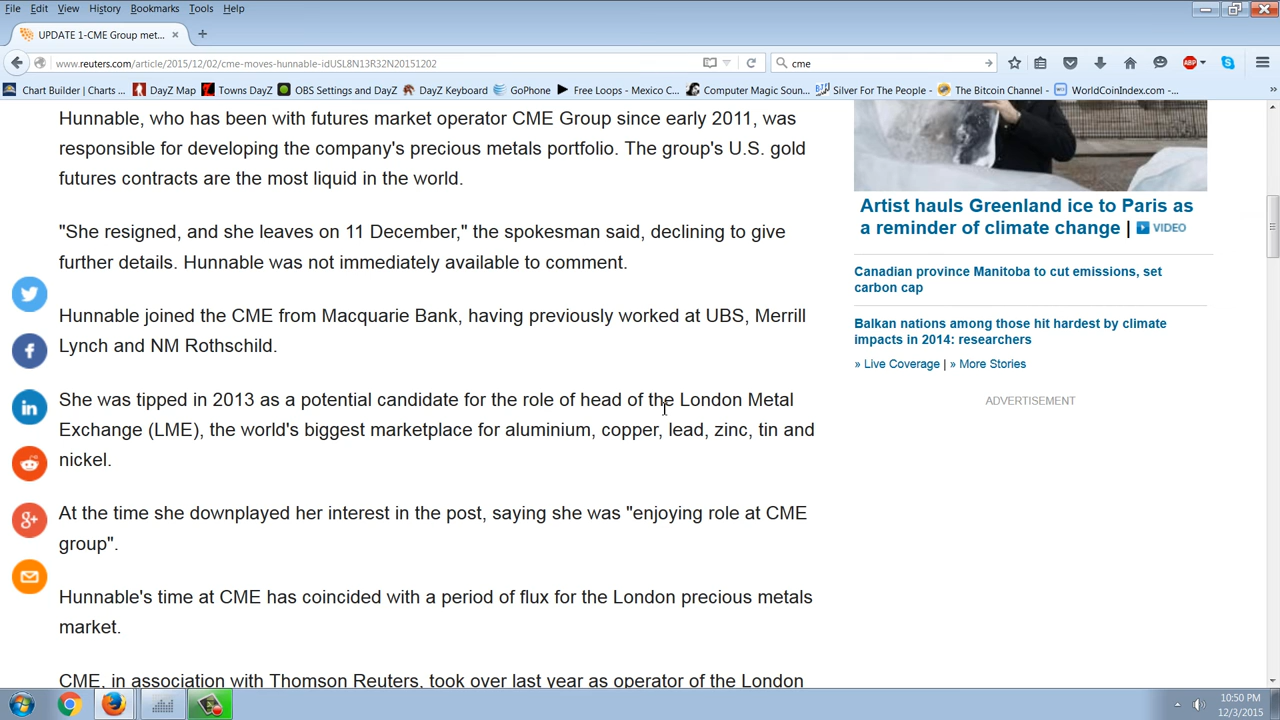 File Edit View History Bookmarks Tools Help
UPDATE 1-CME Group met... × +
www.reuters.com/article/2015/12/02/cme-moves-hunnable-idUSL8N13R32N20151202
cme
ABP
Chart Builder | Charts ... DayZ Map TownsDayZ OBS Settings and DayZ DayZ Keyboard GoPhone Free Loops - Mexico C... Computer Magic Soun... Silver For The People - ... The Bitcoin Channel - ... WorldCoinIndex.com -... »
Hunnable, who has been with futures market operator CME Group since early 2011, was
responsible for developing the company's precious metals portfolio. The group's U.S. gold
futures contracts are the most liquid in the world.
"She resigned, and she leaves on 11 December," the spokesman said, declining to give
further details. Hunnable was not immediately available to comment.
Hunnable joined the CME from Macquarie Bank, having previously worked at UBS, Merrill
Lynch and NM Rothschild.
She was tipped in 2013 as a potential candidate for the role of head of the London Metal
Exchange (LME), the world's biggest marketplace for aluminium, copper, lead, zinc, tin and
nickel.
At the time she downplayed her interest in the post, saying she was "enjoying role at CME
group".
Hunnable's time at CME has coincided with a period of flux for the London precious metals
market.
CME, in association with Thomson Reuters, took over last year as operator of the London
Artist hauls Greenland ice to Paris as
a reminder of climate change | VIDEO
Canadian province Manitoba to cut emissions, set
carbon cap
Balkan nations among those hit hardest by climate
impacts in 2014: researchers
» Live Coverage | » More Stories
ADVERTISEMENT
f
in
g+
10:50 PM
12/3/2015